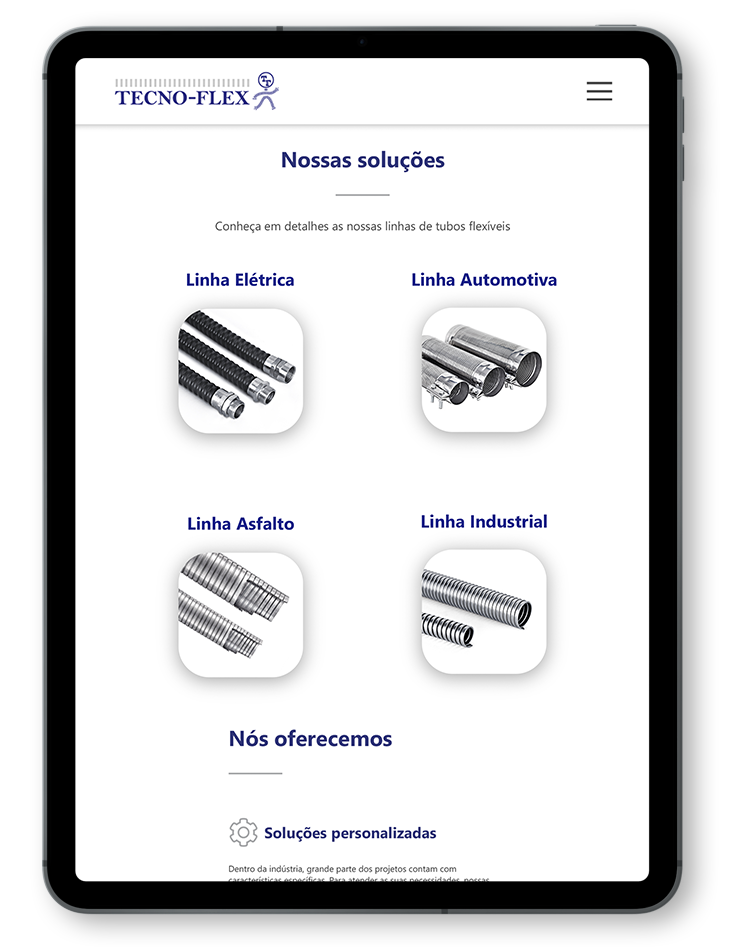 TECNO-FLEX
Nossas soluções
Conheça em detalhes as nossas linhas de tubos flexíveis
Linha Elétrica
Linha Automotiva
Linha Asfalto
Linha Industrial
Nós oferecemos
Soluções personalizadas
Dentro da indústria, grande parte dos projetos contam com
características específicas. Para atender as suas necessidades, nossas